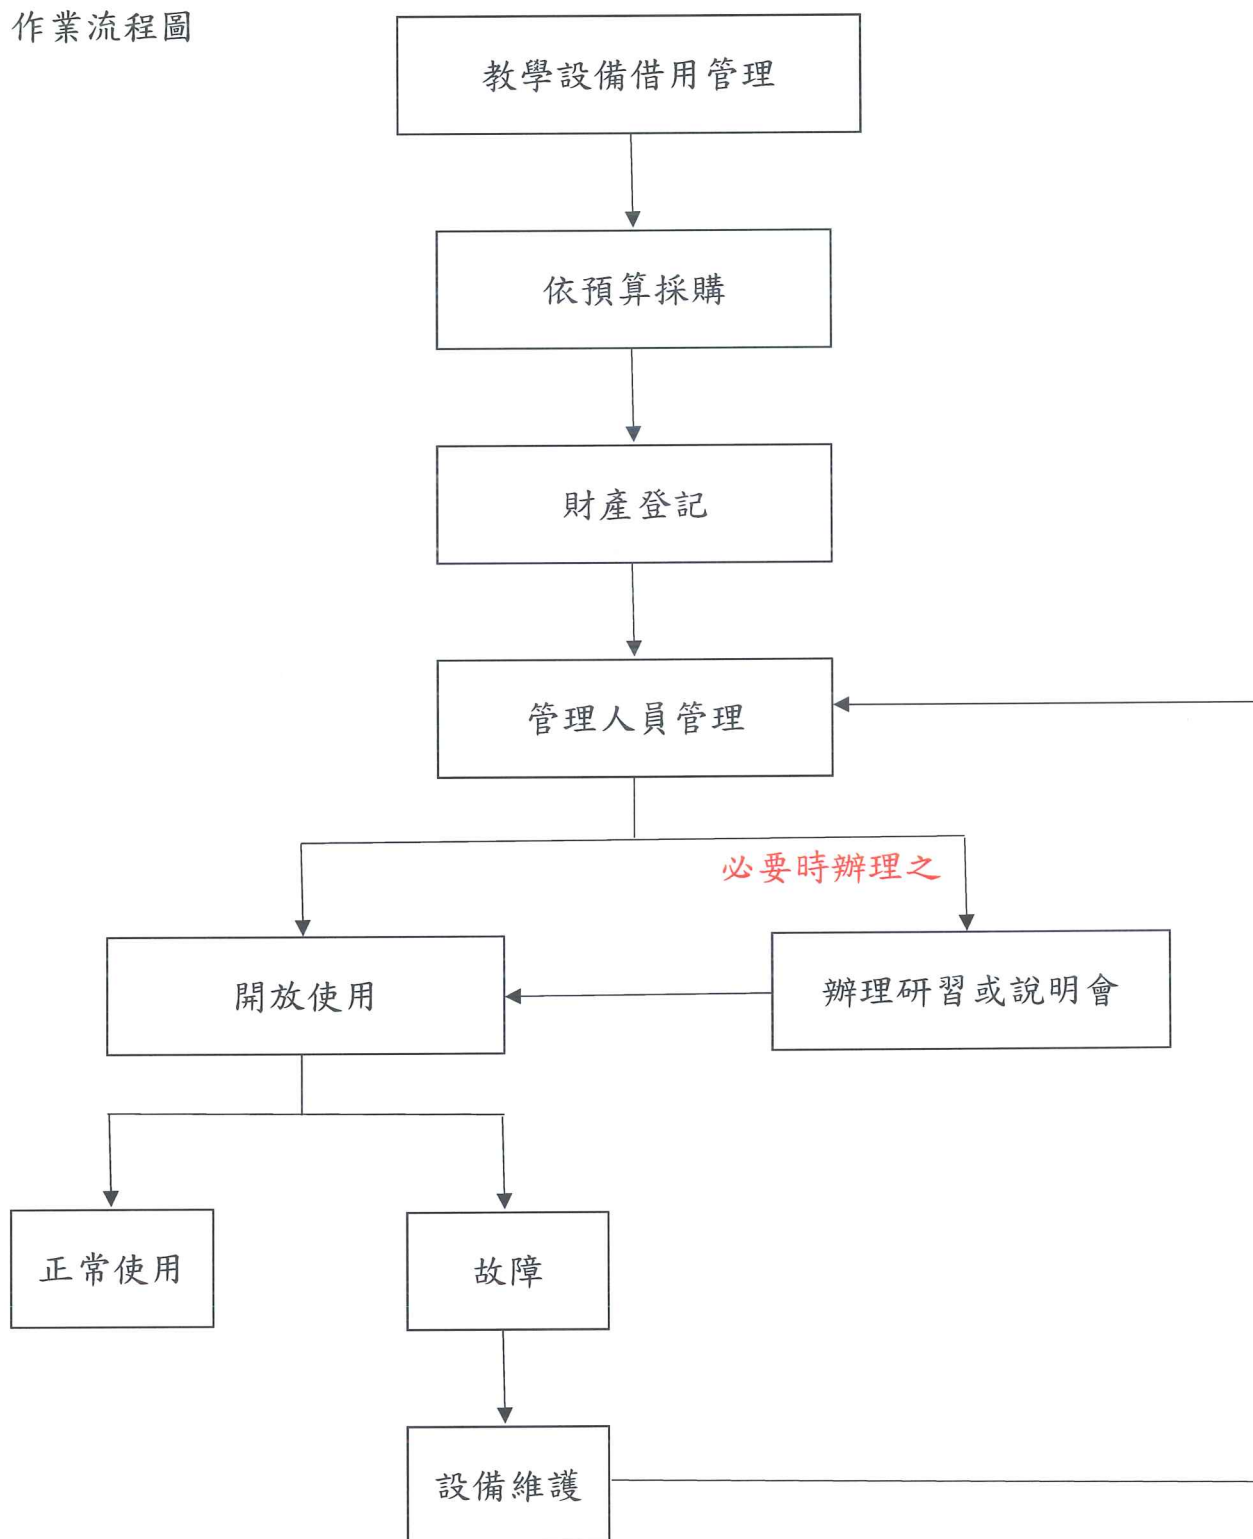 作業流程圖
教學設備借用管理
依預算採購
財產登記
管理人員管理
必要時辦理之
開放使用
辦理研習或說明會
正常使用
故障
設備維護